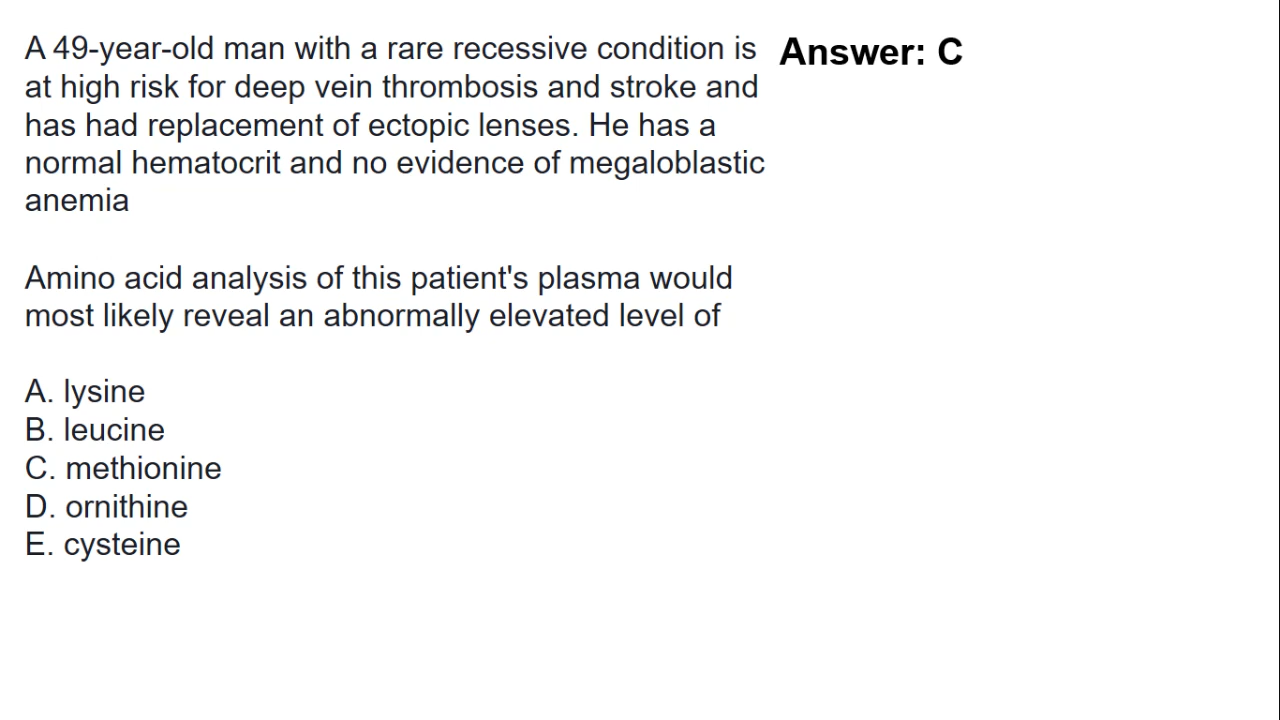 A 49-year-old man with a rare recessive condition is
at high risk for deep vein thrombosis and stroke and
has had replacement of ectopic lenses. He has a
normal hematocrit and no evidence of megaloblastic
anemia
Amino acid analysis of this patient's plasma would
most likely reveal an abnormally elevated level of
A. lysine
B. leucine
C. methionine
D. ornithine
E. cysteine
Answer: C